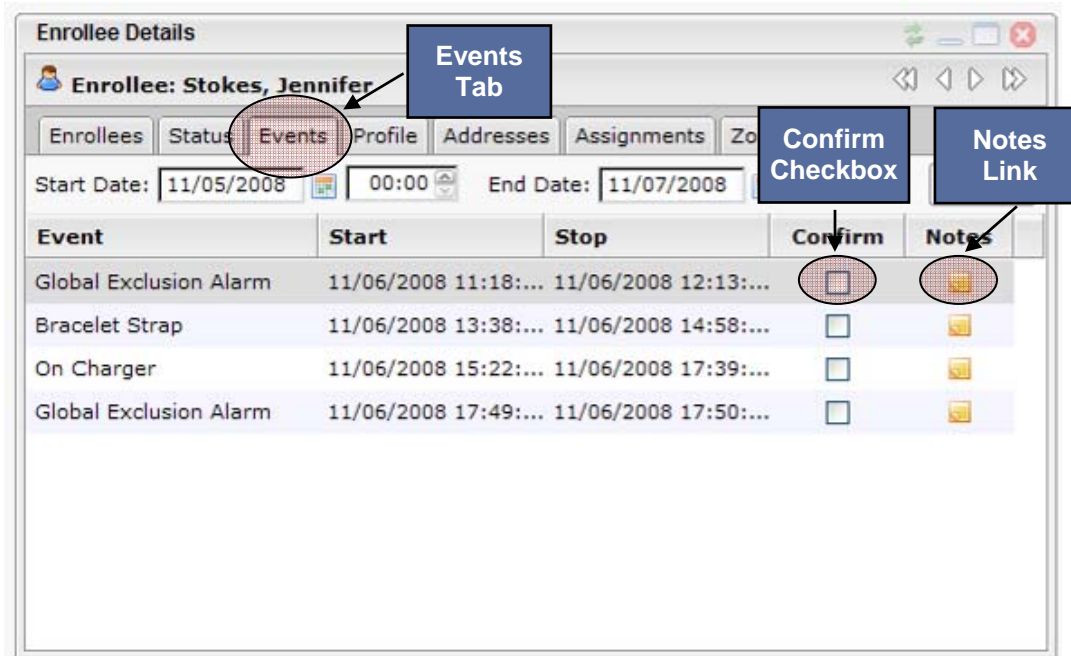 Enrollee Details
Events
Tab
Enrollee: Stokes, Jennifer
Enrollees Status Events Profile Addresses Assignments
Confirm
Checkbox
Notes
Link
Start Date: 11/05/2008 00:00 End Date: 11/07/2008
Event Start Stop Confirm Notes
Global Exclusion Alarm 11/06/2008 11:18:... 11/06/2008 12:13:...
Bracelet Strap 11/06/2008 13:38:... 11/06/2008 14:58:...
On Charger 11/06/2008 15:22:... 11/06/2008 17:39:...
Global Exclusion Alarm 11/06/2008 17:49:... 11/06/2008 17:50:...